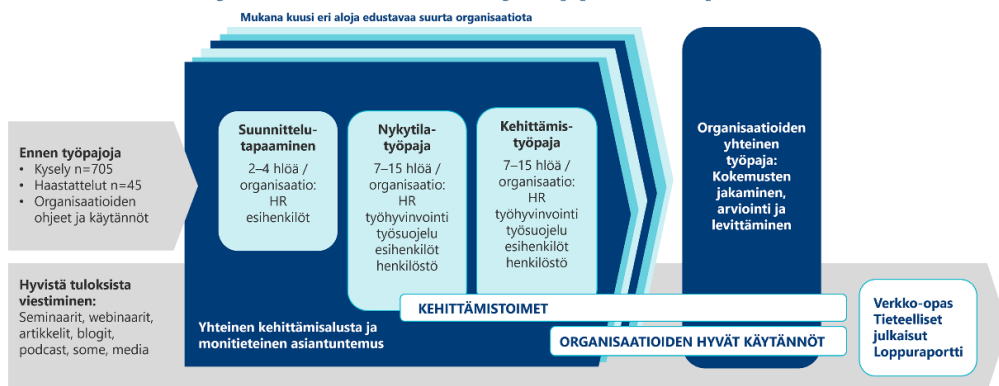 Mukana kuusi eri aloja edustavaa suurta organisaatiota
Ennen työpajoja
• Kysely n=705
• Haastattelut n=45
• Organisaatioiden
ohjeet ja käytännöt
Suunnittelu-
tapaaminen
2–4 hlöä /
organisaatio:
HR
esihenkilöt
Nykytila-
työpaja
7–15 hlöä /
organisaatio:
HR
työhyvinvointi
työsuojelu
esihenkilöt
henkilöstö
Kehittämis-
työpaja
7–15 hlöä /
organisaatio:
HR
työhyvinvointi
työsuojelu
esihenkilöt
henkilöstö
Organisaatioiden
yhteinen
työpaja:
Kokemusten
jakaminen,
arviointi ja
levittäminen
Hyvistä tuloksista
viestiminen:
Seminaarit, webinaarit,
artikkelit, blogit,
podcast, some, media
Yhteinen kehittämisalusta ja
monitieteinen asiantuntemus
KEHITTÄMISTOIMET
ORGANISAATIOIDEN HYVÄT KÄYTÄNNÖT
Verkko-opas
Tieteelliset
julkaisut
Loppuraportti